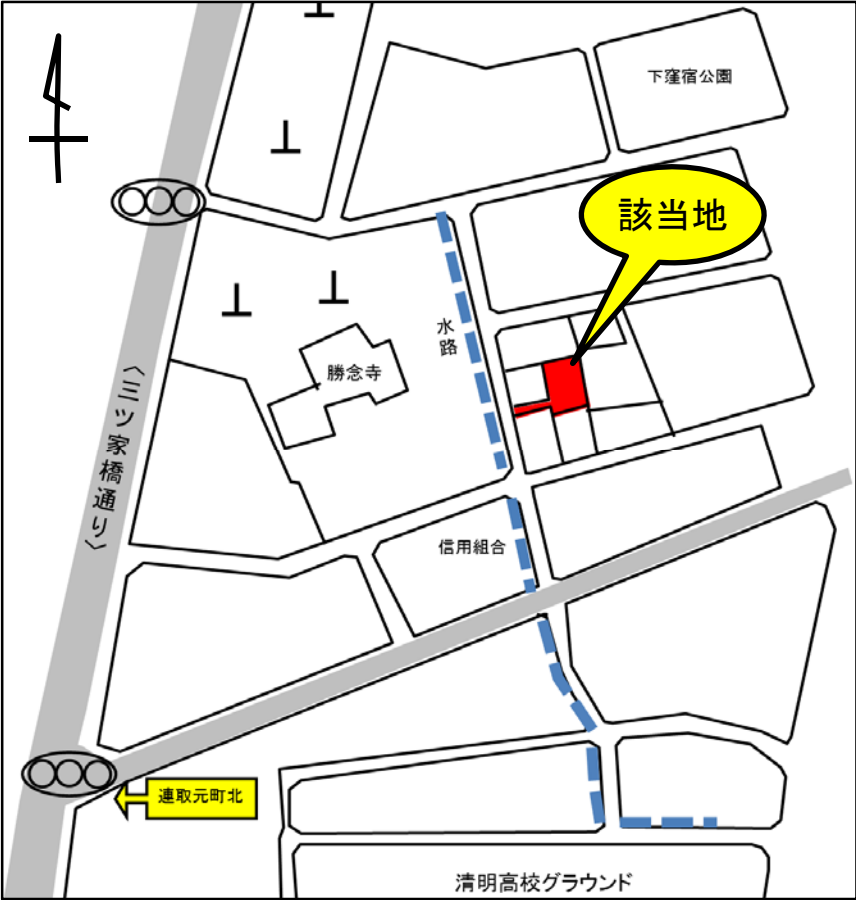 下窪宿公園
該当地
水路
勝念寺
〈三ツ家橋通り〉
信用組合
連取元町北
清明高校グラウンド